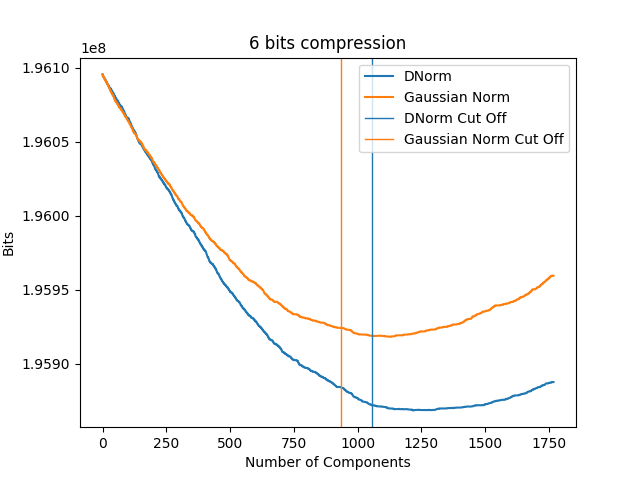 6 bits compression
1e8
1.9610
1.9605
1.9600
1.9595
1.9590
Bits
DNorm
Gaussian Norm
DNorm Cut Off
Gaussian Norm Cut Off
0 250 500 750 1000 1250 1500 1750
Number of Components